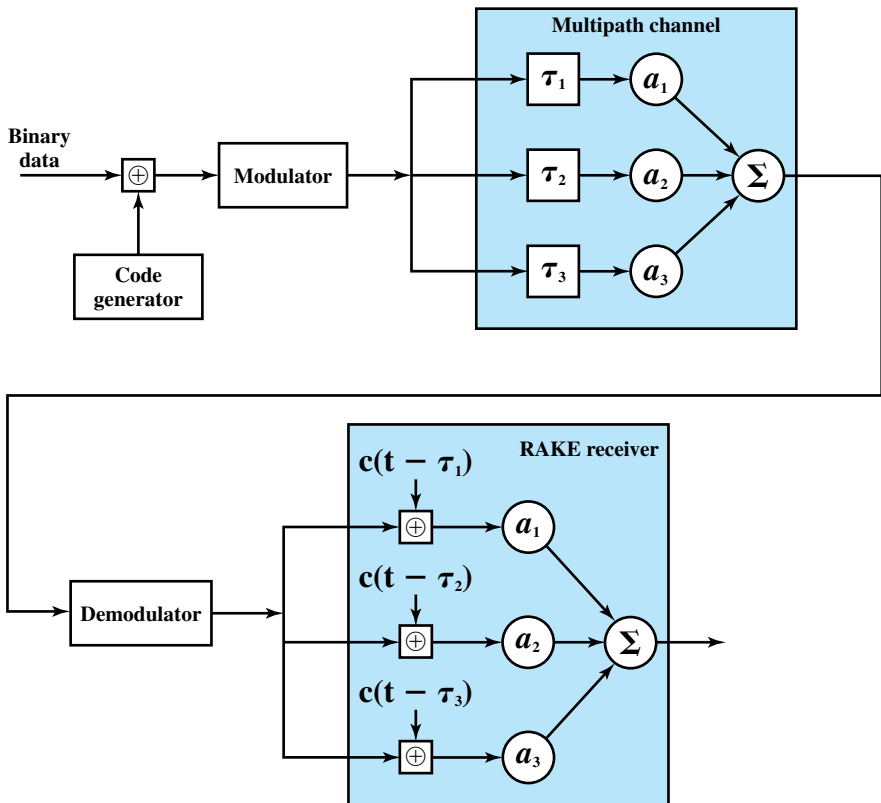 Multipath channel
τ1 a1
Binary
data
⊕
Modulator
τ2 a2 Σ
Code
generator
τ3 a3
RAKE receiver
c(t − τ1)
⊕ a1
c(t − τ2)
Demodulator
⊕ a2 Σ
c(t − τ3)
⊕ a3